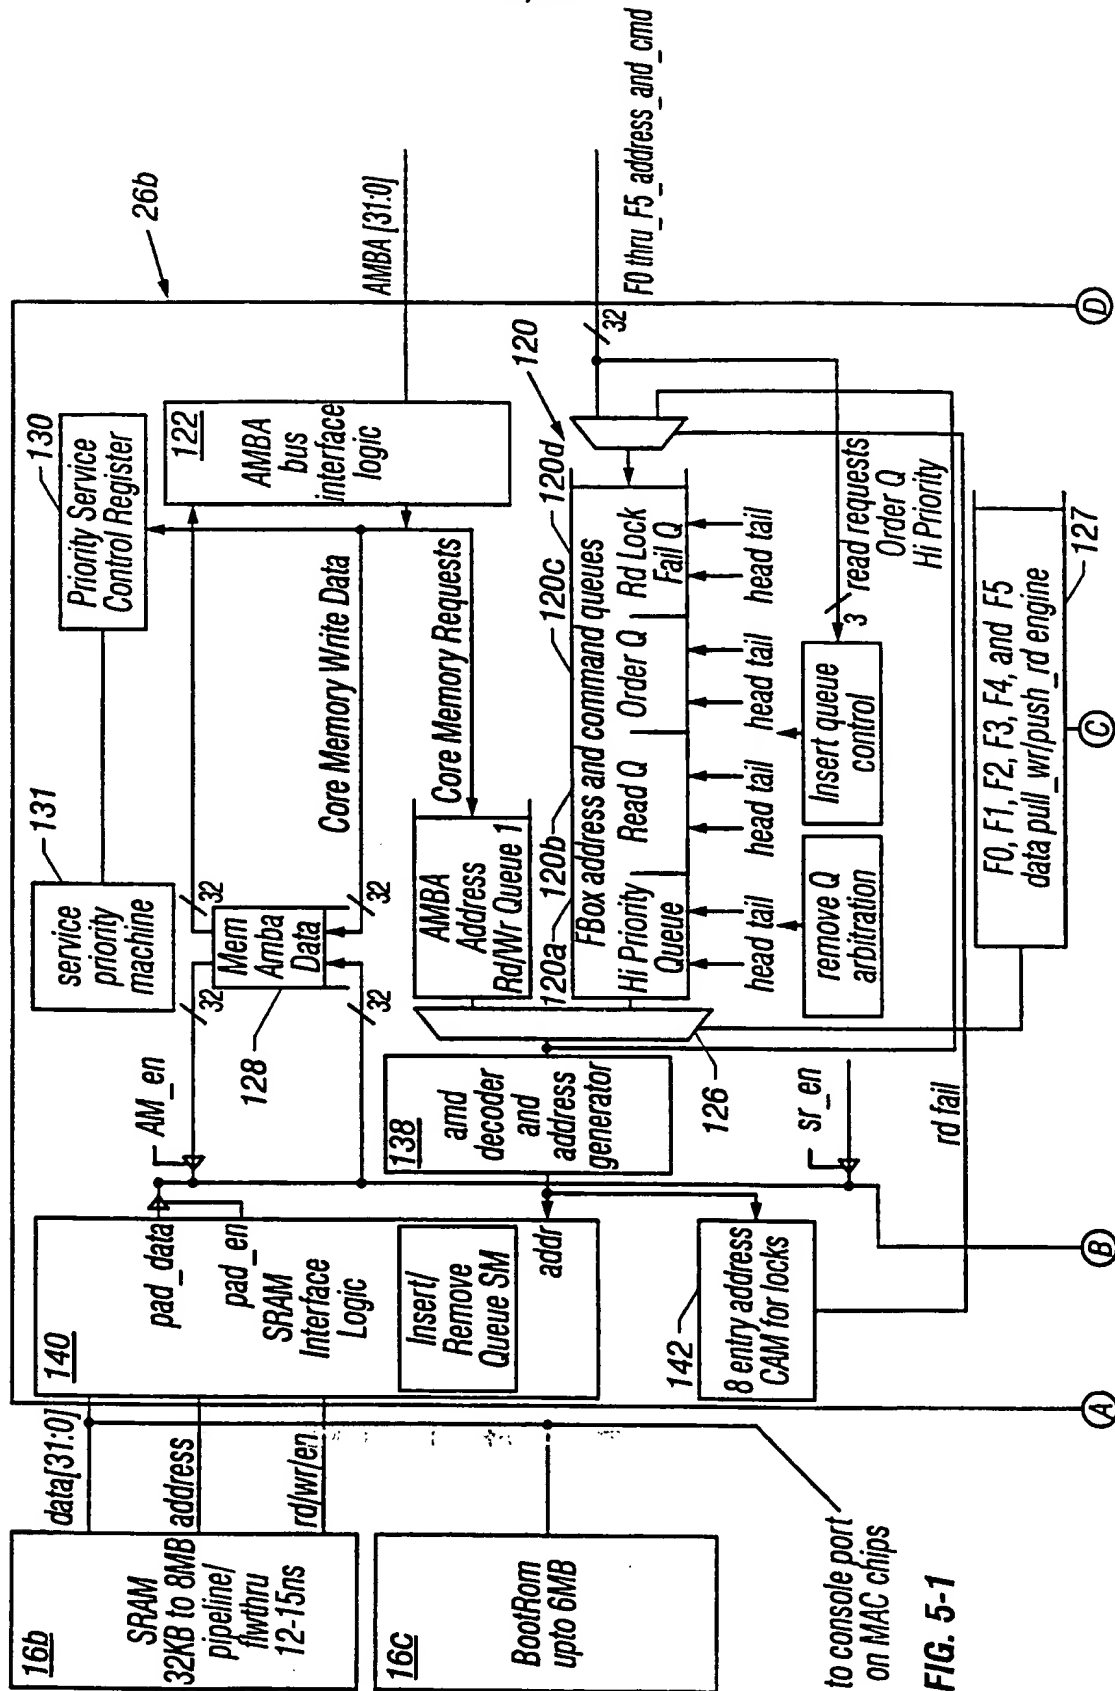 26b
130
Priority Service
Control Register
131
service
priority
machine
122
AMBA
bus
interface
logic
AMBA [31:0]
Core Memory Write Data
Core Memory Requests
32
32
32
32
Mem
Amba
Data
128
AM_en
pad_data
pad_en
140
SRAM
Interface
Logic
Insert/
Remove
Queue SM
addr
data[31:0]
address
rd/wr/en
16b
SRAM
32KB to 8MB
pipeline/
flwthru
12-15ns
16c
BootRom
upto 6MB
to console port
on MAC chips
AMBA
Address
Rd/Wr Queue 1
120
120a
120b
120c
120d
FBox address and command queues
Hi Priority
Queue
Read Q
Order Q
Rd Lock
Fail Q
head tail
head tail
head tail
head tail
remove Q
arbitration
Insert queue
control
3
read requests
Order Q
Hi Priority
32
F0 thru_F5_address_and_cmd
138
amd
decoder
and
address
generator
126
sr_en
142
8 entry address
CAM for locks
rd fail
F0, F1, F2, F3, F4, and F5
data pull_wr/push_rd engine
127
A
B
C
D
FIG. 5-1